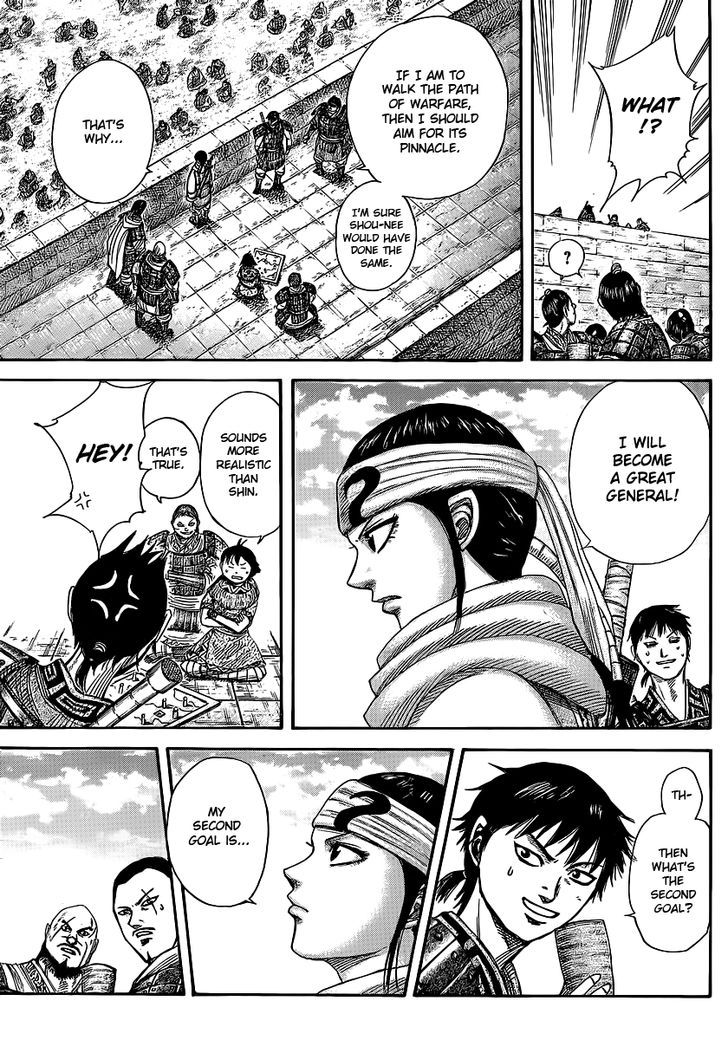 WHAT
!?
?
IF I AM TO
WALK THE PATH
OF WARFARE,
THEN I SHOULD
AIM FOR ITS
PINNACLE.
I'M SURE
SHOU-NEE
WOULD HAVE
DONE THE
SAME.
THAT'S
WHY...
I WILL
BECOME
A GREAT
GENERAL!
SOUNDS
MORE
REALISTIC
THAN
SHIN.
THAT'S
TRUE.
HEY!
TH-
THEN
WHAT'S
THE
SECOND
GOAL?
MY
SECOND
GOAL IS...